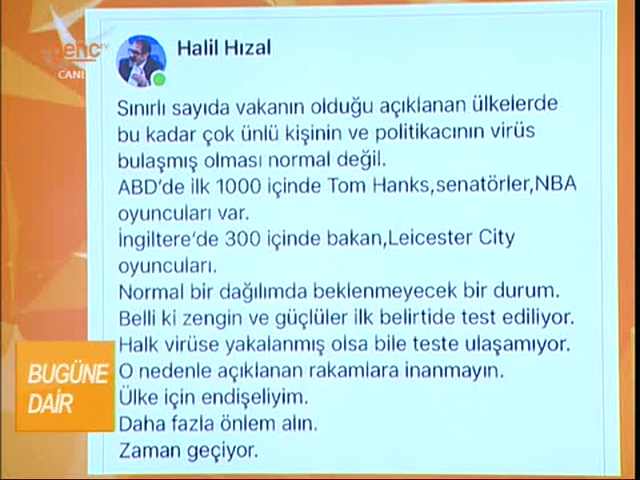 genç TV
CANLI
Halil Hızal
Sınırlı sayıda vakanın olduğu açıklanan ülkelerde
bu kadar çok ünlü kişinin ve politikacının virüs
bulaşmış olması normal değil.
ABD'de ilk 1000 içinde Tom Hanks,senatörler,NBA
oyuncuları var.
İngiltere'de 300 içinde bakan,Leicester City
oyuncuları.
Normal bir dağılımda beklenmeyecek bir durum.
Belli ki zengin ve güçlüler ilk belirtide test ediliyor.
Halk virüse yakalanmış olsa bile teste ulaşamıyor.
O nedenle açıklanan rakamlara inanmayın.
Ülke için endişeliyim.
Daha fazla önlem alın.
Zaman geçiyor.
BUGÜNE
DAİR